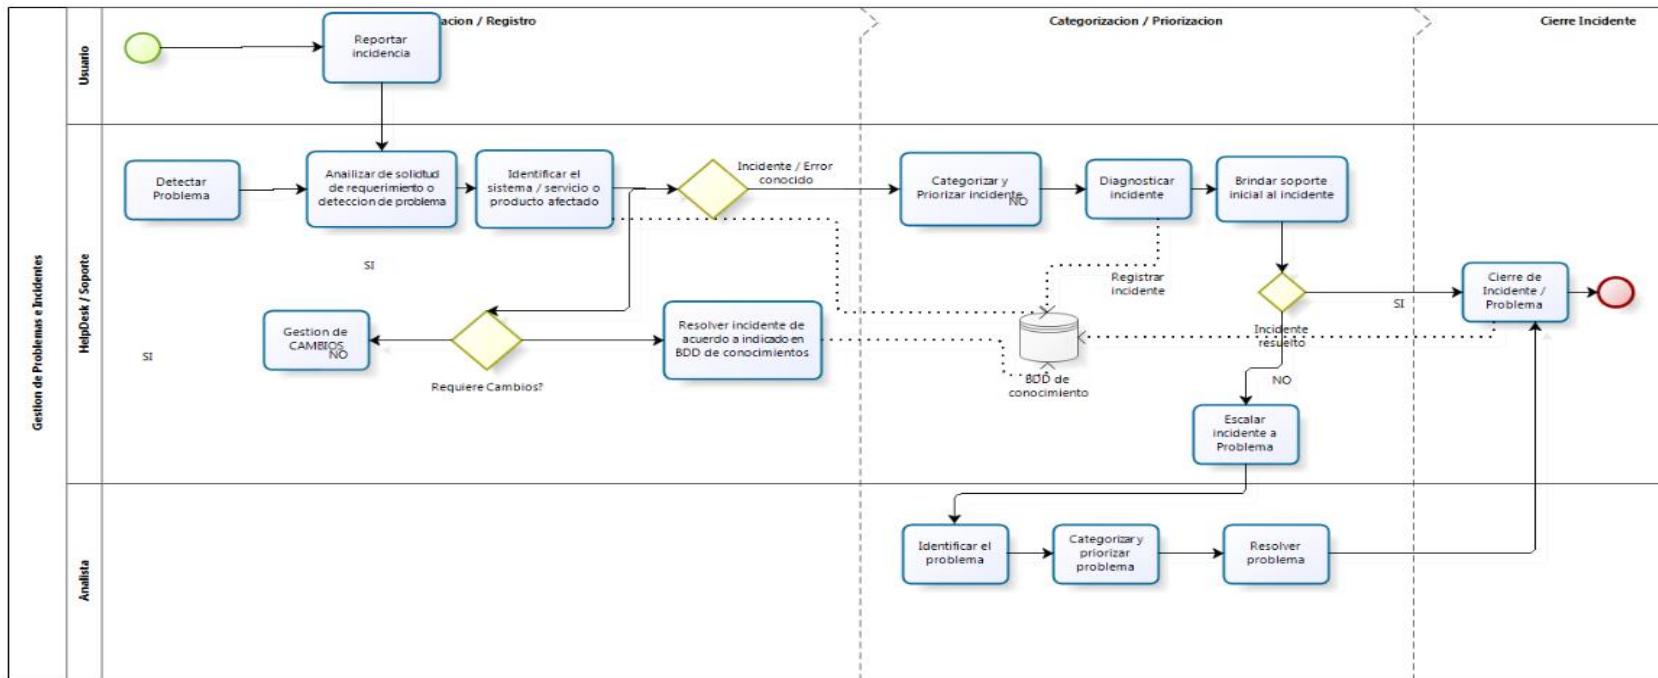 acion / Registro
Categorizacion / Priorizacion
Cierre Incidente
Gestion de Problemas e Incidentes
Usuario
Reportar
incidencia
HelpDesk / Soporte
Detectar
Problema
Anailizar de solicitud
de requerimiento o
deteccion de problema
Identificar el
sistema / servicio o
producto afectado
Incidente / Error
conocido
Categorizar y
Priorizar incidente
NO
Diagnosticar
incidente
Brindar soporte
inicial al incidente
SI
Registrar
incidente
SI
Cierre de
Incidente /
Problema
SI
Gestion de
CAMBIOS
NO
Requiere Cambios?
Resolver incidente de
acuerdo a indicado en
BDD de conocimientos
BDD de
conocimiento
Incidente
resuelto
NO
Escalar
incidente a
Problema
Analista
Identificar el
problema
Categorizar y
priorizar
problema
Resolver
problema